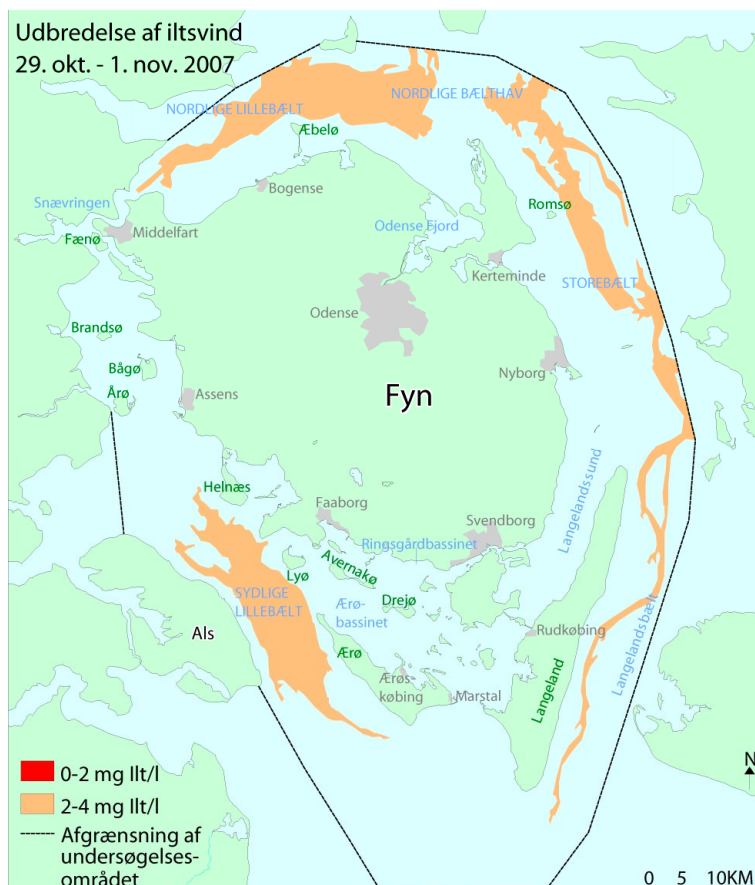 Udbredelse af iltsvind
29. okt. - 1. nov. 2007
NORDLIGE LILLEBÆLT
NORDLIGE BÆLTHAV
Æbelø
Bogense
Snævringen
Romsø
Odense Fjord
Middelfart
Fænø
Kerteminde
STOREBÆLT
Odense
Brandsø
Bågø
Nyborg
Årø
Assens
Fyn
Helnæs
Langelandssund
Faaborg
Svendborg
Ringsgårdbassinet
Avernakø
Lyø
SYDLIGE
LILLEBÆLT
Drejø
Ærø-
bassinet
Als
Rudkøbing
Langelandsbælt
Ærø
Ærøs-
købing
Marstal
Langeland
0-2 mg Ilt/l
2-4 mg Ilt/l
Afgrænsning af
undersøgelses-
området
N
0 5 10KM